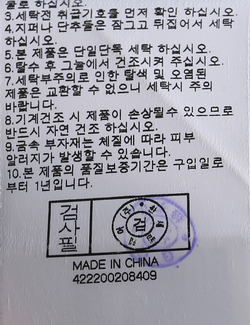 물로 하십시오.
3.세탁전 취급기호를 먼저 확인 하십시오.
4.지퍼나 단추들은 잠그고 뒤집어서 세탁
하십시오.
5.본 제품은 단일단독 세탁 하십시오.
6.탈수 후 그늘에서 건조시켜 주십시오.
7.세탁부주의로 인한 탈색 및 오염된
제품은 교환할 수 없으니 세탁시 주의
바랍니다.
8.기계건조 시 제품이 손상될수 있으므로
반드시 자연 건조 하십시오.
9.금속 부자재는 체질에 따라 피부
알러지가 발생할 수 있습니다.
10.본 제품의 품질보증기간은 구입일로
부터 1년입니다.
검사필
검
(주)
MADE IN CHINA
422200208409